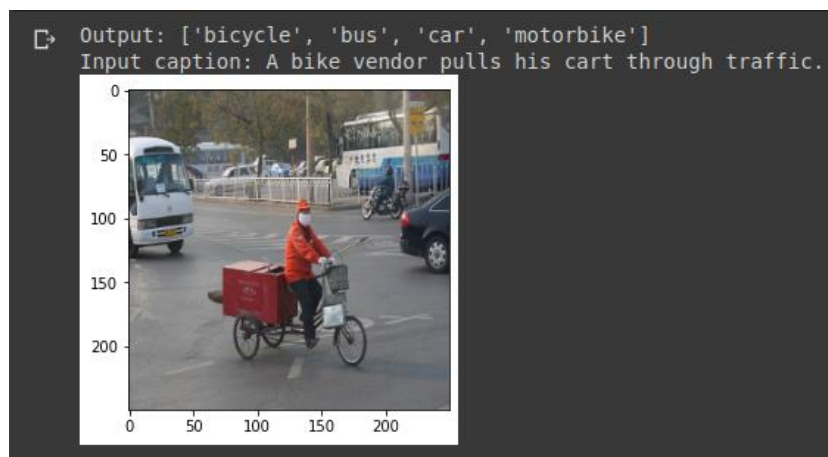 Output: ['bicycle', 'bus', 'car', 'motorbike']
Input caption: A bike vendor pulls his cart through traffic.
0
50
100
150
200
0 50 100 150 200